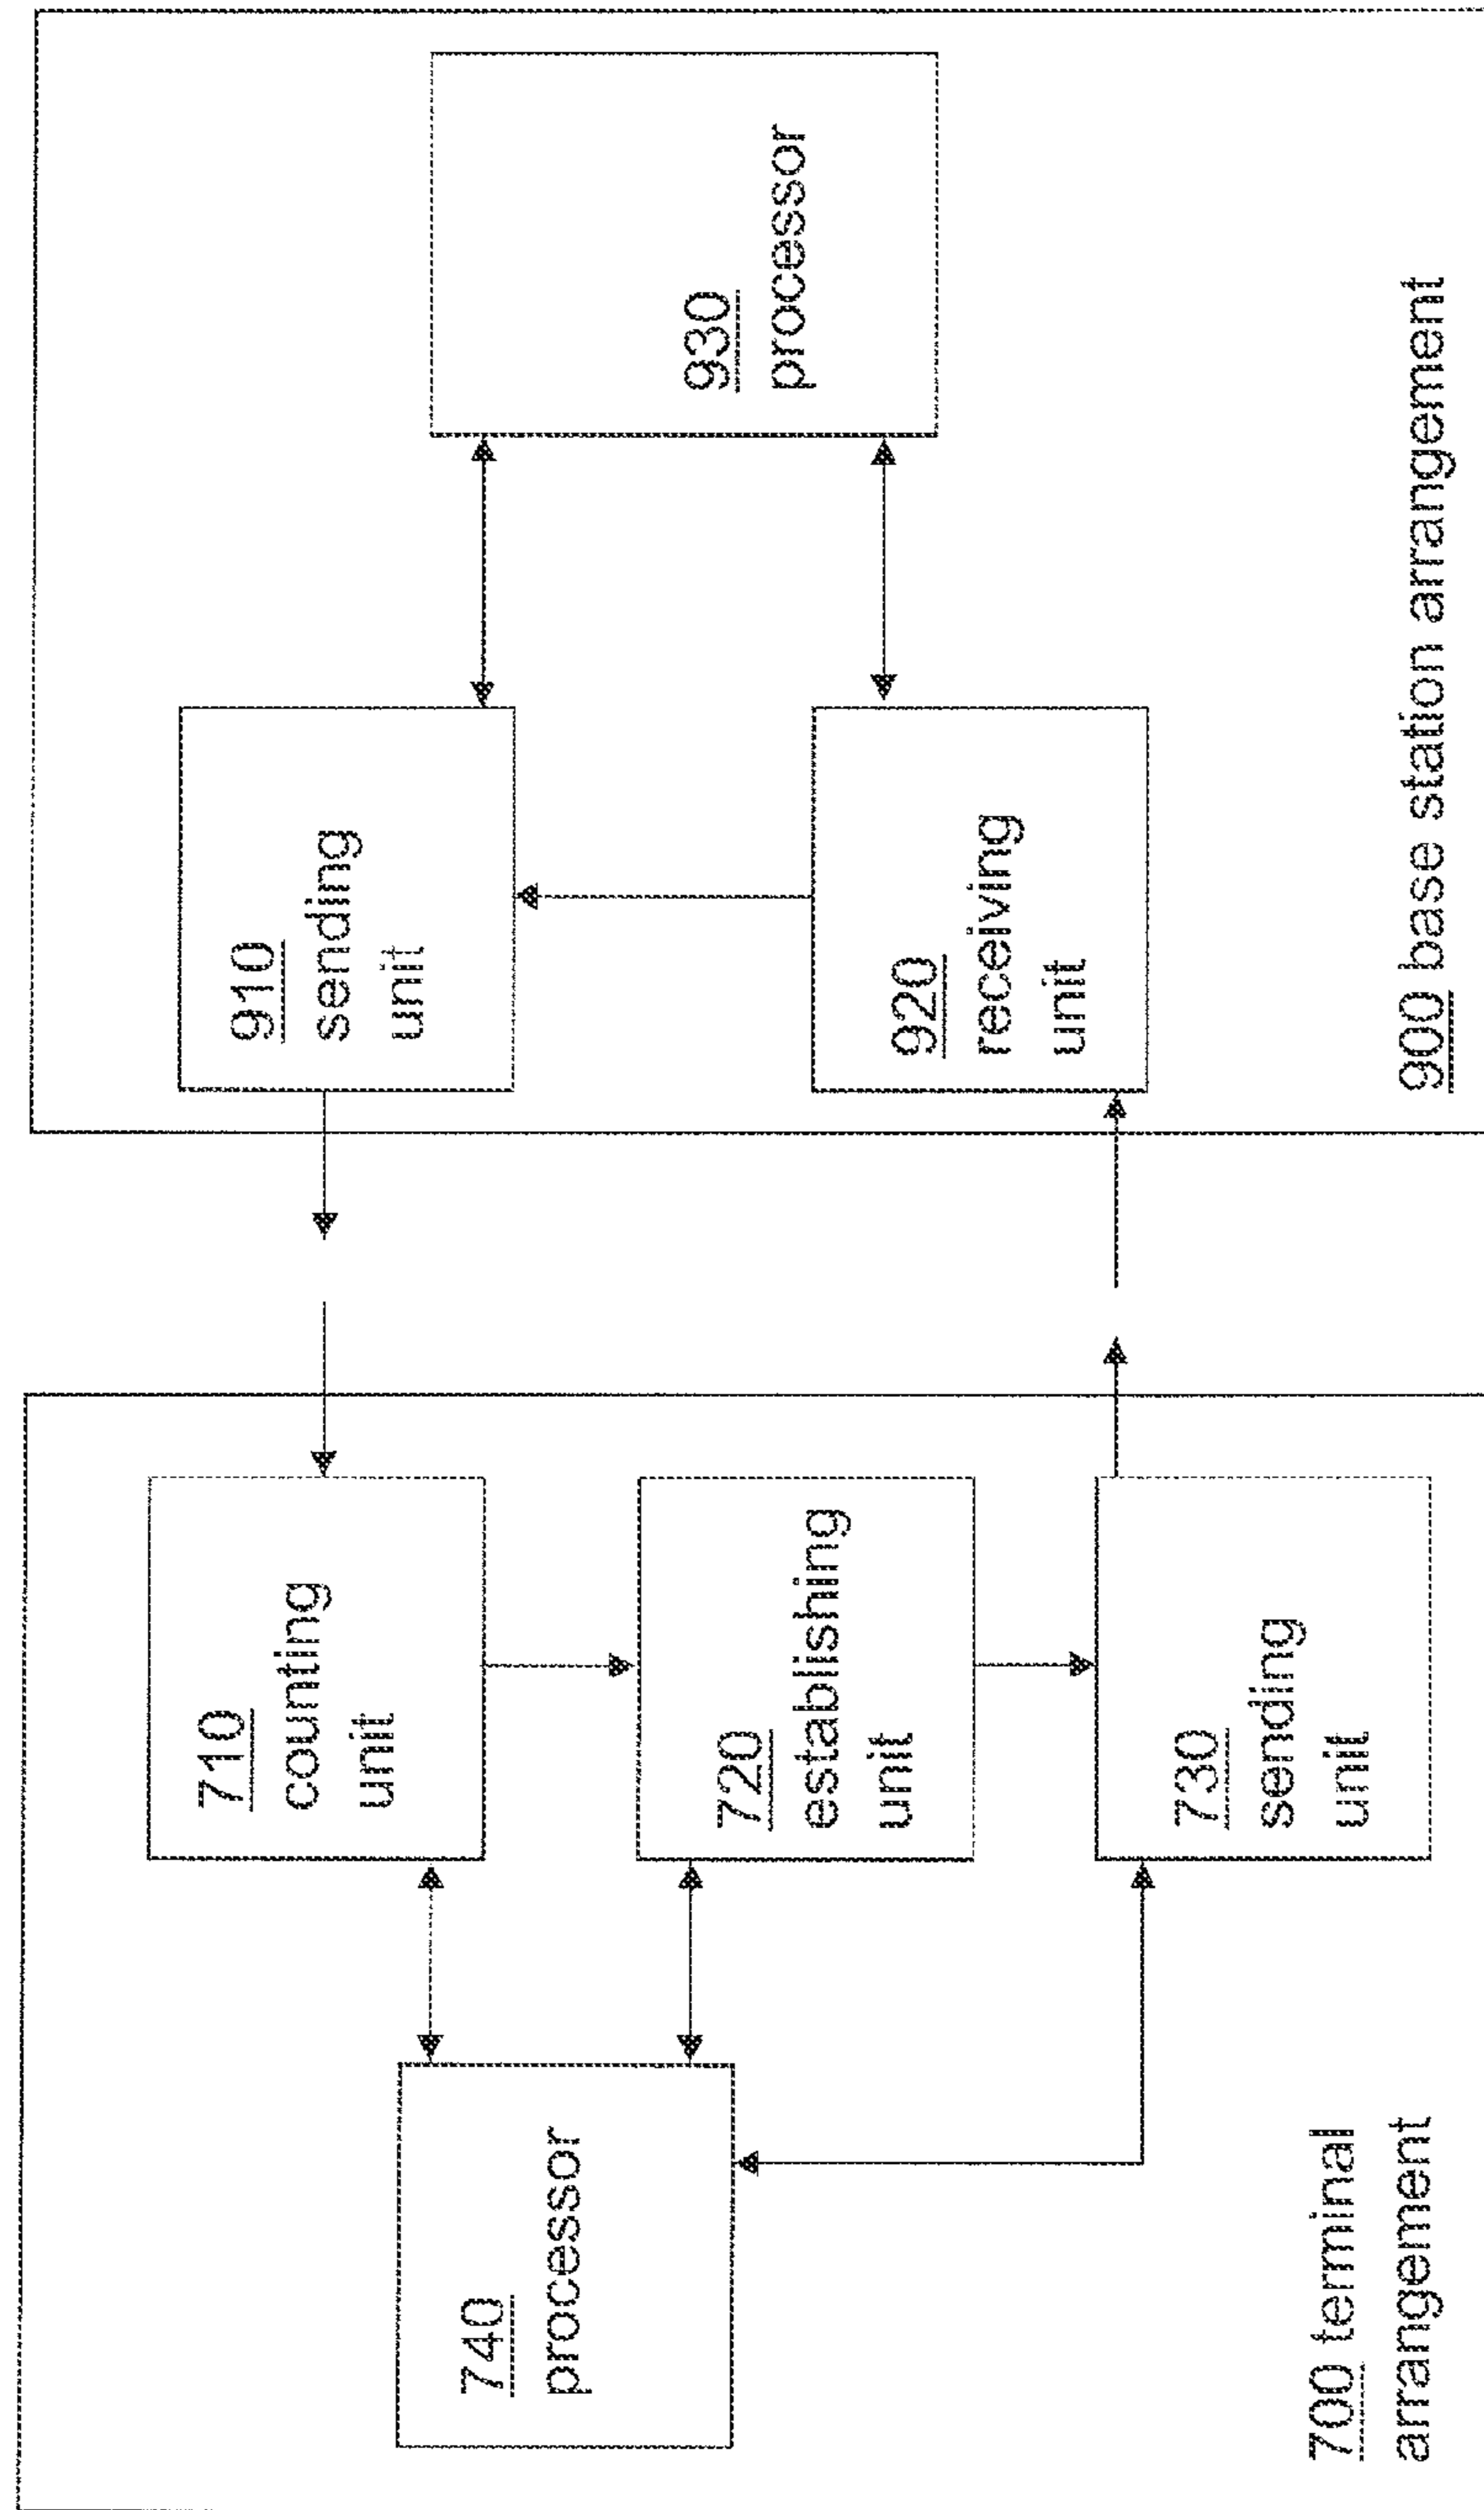 740
processor
710
counting
unit
720
establishing
unit
730
sending
unit
700 terminal
arrangement
910
sending
unit
920
receiving
unit
930
processor
900 base station arrangement